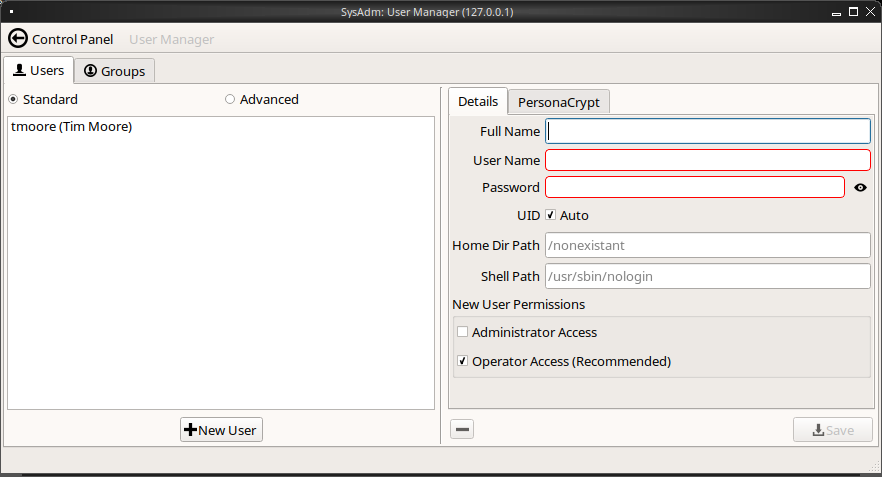 SysAdm: User Manager (127.0.0.1)
Control Panel User Manager
Users Groups
Standard Advanced
tmoore (Tim Moore)
New User
Details PersonaCrypt
Full Name
User Name
Password
UID Auto
Home Dir Path /nonexistant
Shell Path /usr/sbin/nologin
New User Permissions
Administrator Access
Operator Access (Recommended)
Save